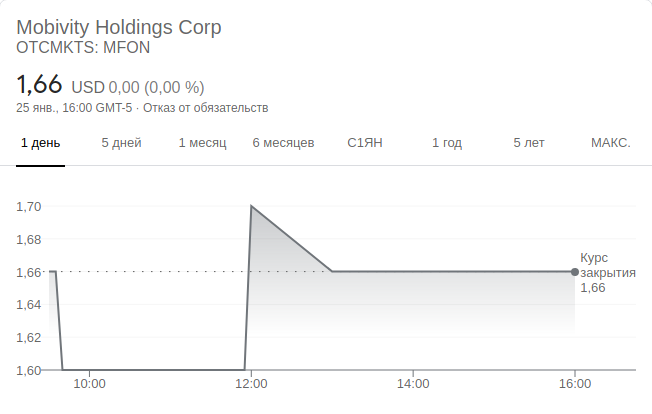 Mobivity Holdings Corp
OTCMKTS: MFON
1,66 USD 0,00 (0,00 %)
25 янв., 16:00 GMT-5 · Отказ от обязательств
1 день 5 дней 1 месяц 6 месяцев С1ЯН 1 год 5 лет МАКС.
1,70
1,68
1,66
1,64
1,62
1,60
Курс
закрытия
1,66
10:00 12:00 14:00 16:00